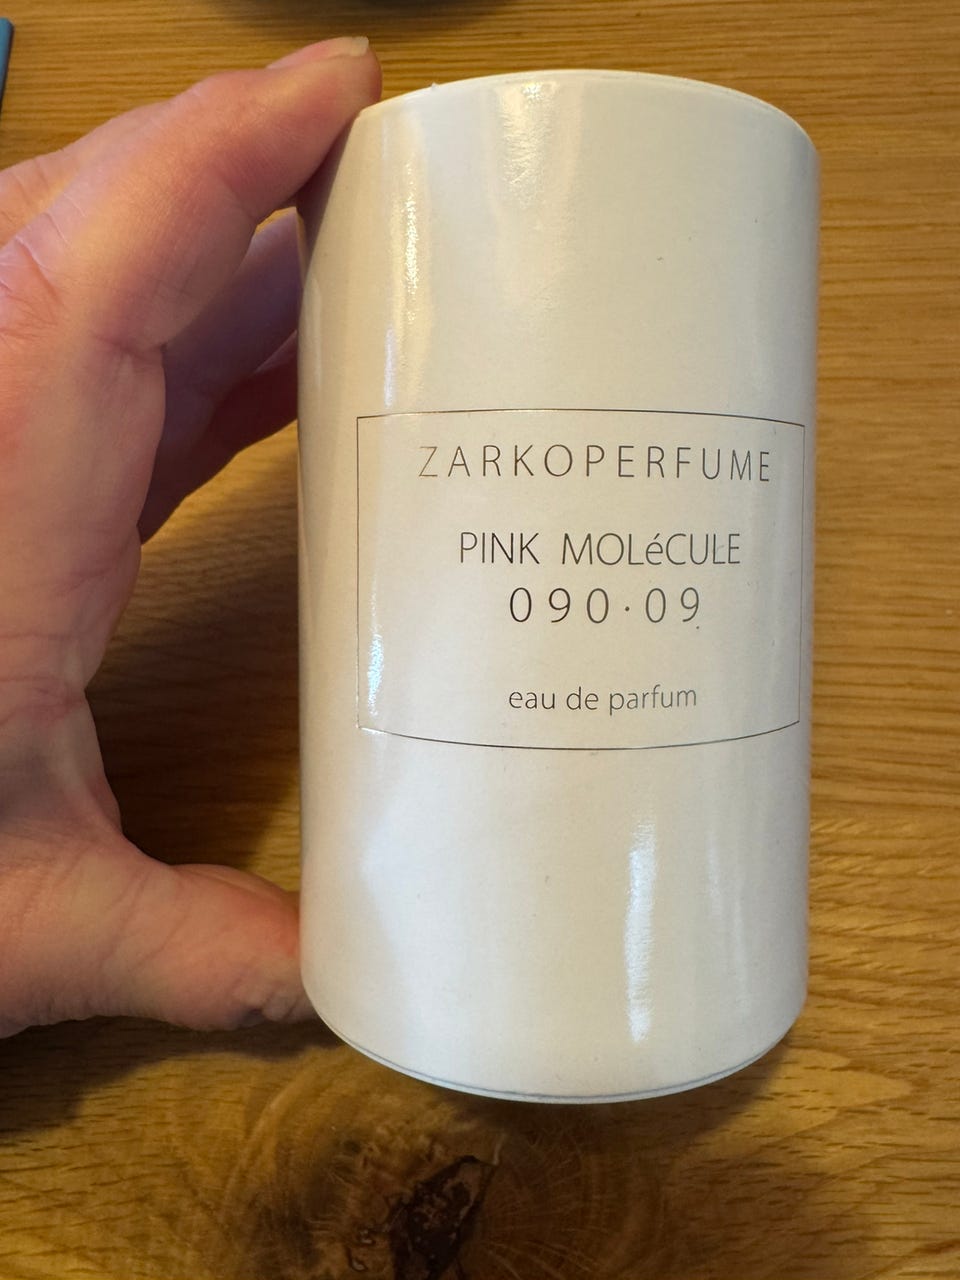 ZARKOPERFUME
PINK MOLéCULE
090·09
eau de parfum